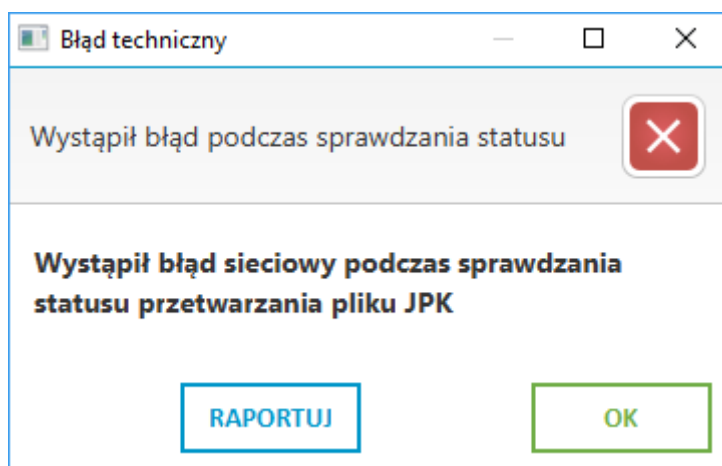 Błąd techniczny
Wystąpił błąd podczas sprawdzania statusu
Wystąpił błąd sieciowy podczas sprawdzania
statusu przetwarzania pliku JPK
RAPORTUJ
OK